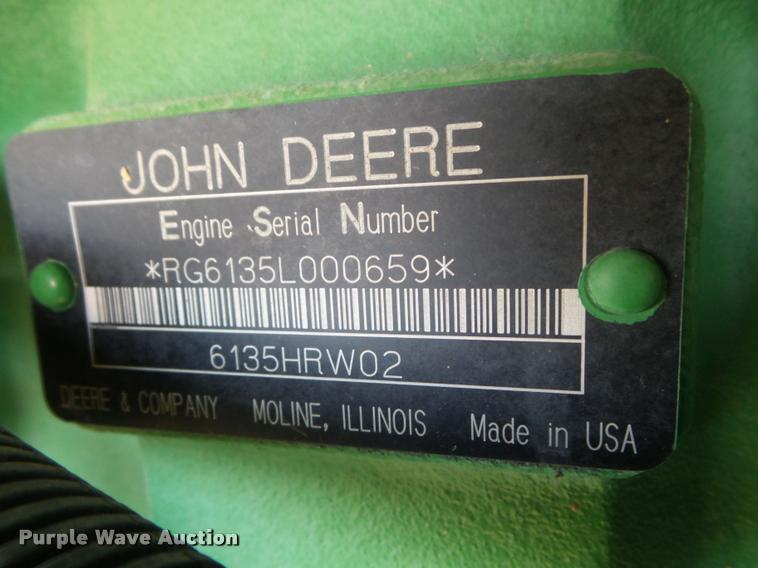 JOHN DEERE
Engine Serial Number
*RG6135L000659*
6135HRW02
DEERE & COMPANY MOLINE, ILLINOIS Made in USA
Purple Wave Auction